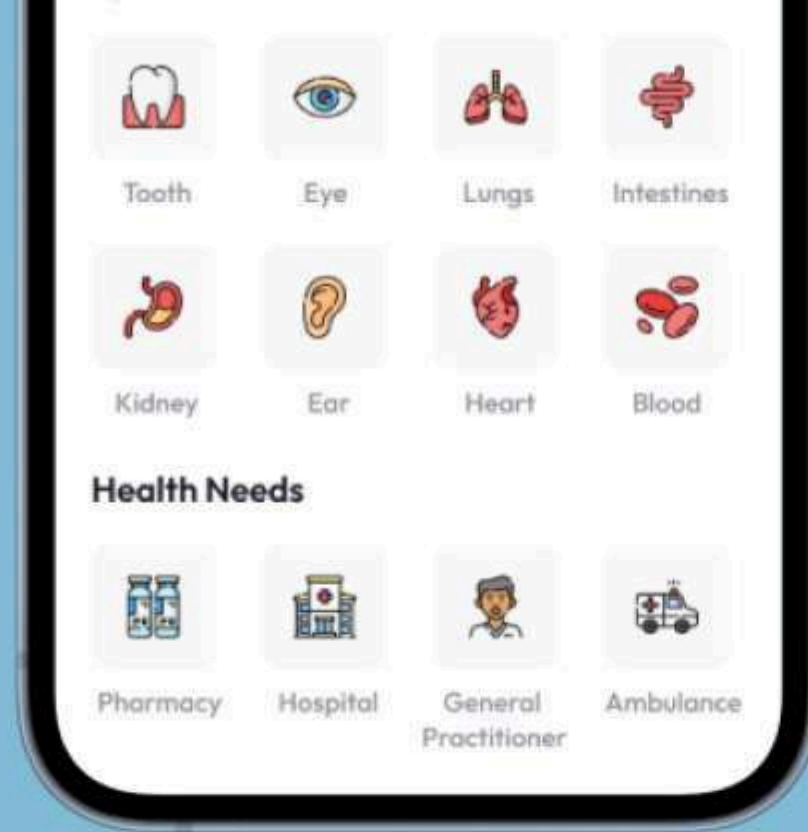 Tooth Eye Lungs Intestines
Kidney Ear Heart Blood
Health Needs
Pharmacy Hospital General Practitioner Ambulance